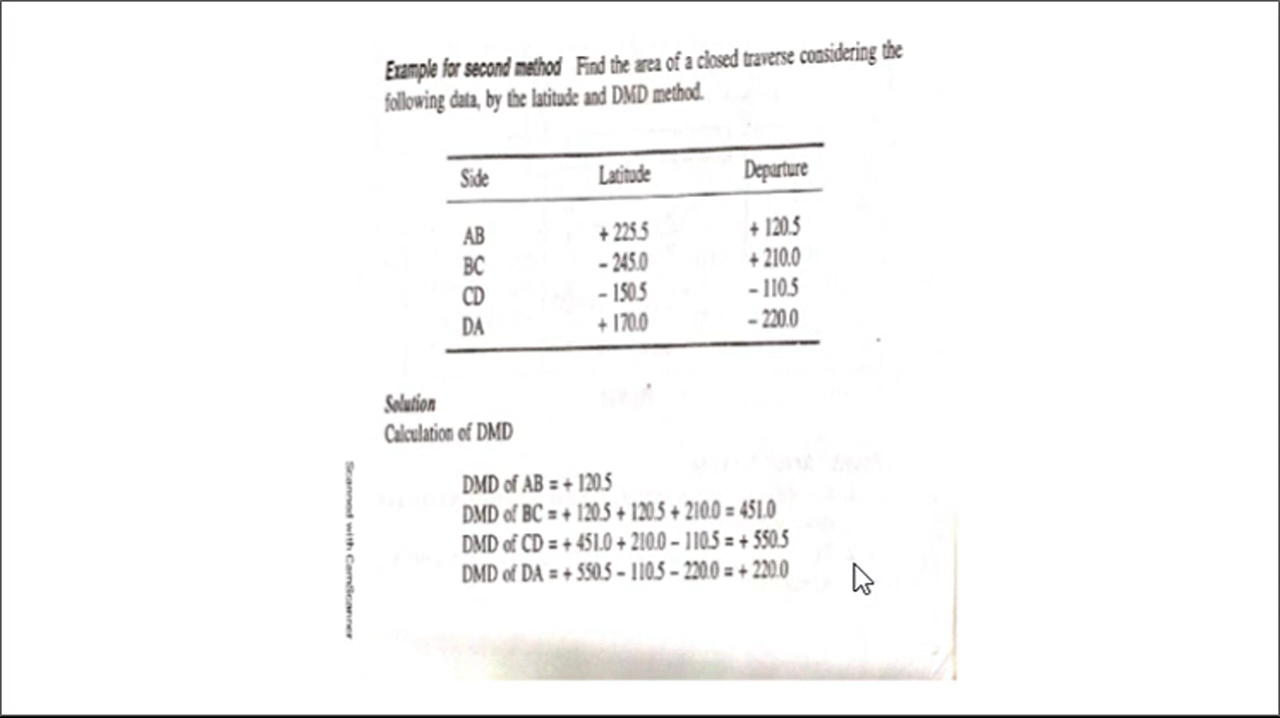 Example for second method Find the area of a closed traverse considering the
following data, by the latitude and DMD method.
Side Latitude Departure
AB + 225.5 + 120.5
BC – 245.0 + 210.0
CD – 150.5 – 110.5
DA + 170.0 – 220.0
Solution
Calculation of DMD
DMD of AB = + 120.5
DMD of BC = + 120.5 + 120.5 + 210.0 = 451.0
DMD of CD = + 451.0 + 210.0 – 110.5 = + 550.5
DMD of DA = + 550.5 – 110.5 – 220.0 = + 220.0
Scanned with CamScanner